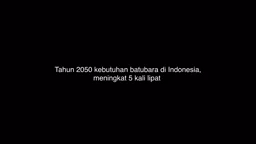 Tahun 2050 kebutuhan batubara di Indonesia,
meningkat 5 kali lipat